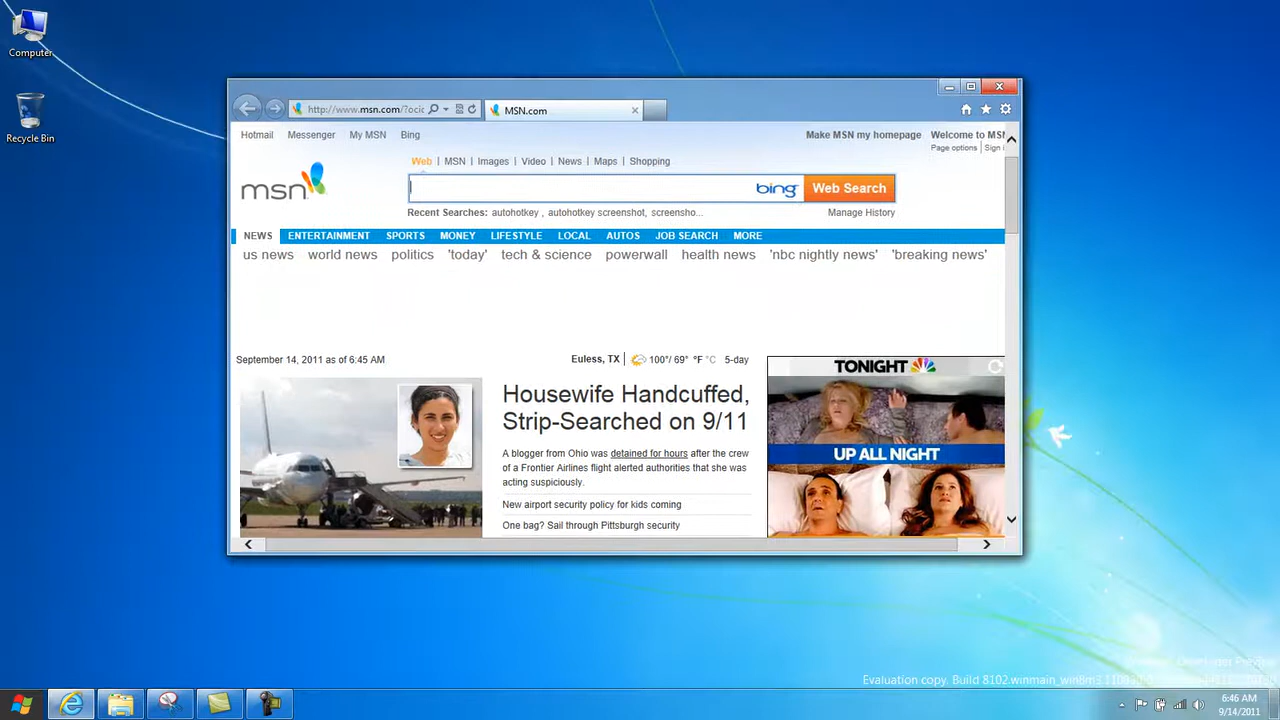 Computer
Recycle Bin
http://www.msn.com/?ocic
MSN.com
Hotmail Messenger My MSN Bing
Make MSN my homepage Welcome to MSN
Page options | Sign i
msn
Web | MSN | Images | Video | News | Maps | Shopping
bing Web Search
Recent Searches: autohotkey , autohotkey screenshot, screensho...
Manage History
NEWS ENTERTAINMENT SPORTS MONEY LIFESTYLE LOCAL AUTOS JOB SEARCH MORE
us news world news politics 'today' tech & science powerwall health news 'nbc nightly news' 'breaking news'
September 14, 2011 as of 6:45 AM
Euless, TX | 100°/ 69° °F °C 5-day
Housewife Handcuffed,
Strip-Searched on 9/11
A blogger from Ohio was detained for hours after the crew
of a Frontier Airlines flight alerted authorities that she was
acting suspiciously.
New airport security policy for kids coming
One bag? Sail through Pittsburgh security
TONIGHT
UP ALL NIGHT
Evaluation copy. Build 8102.winmain_win8m3
6:46 AM
9/14/2011